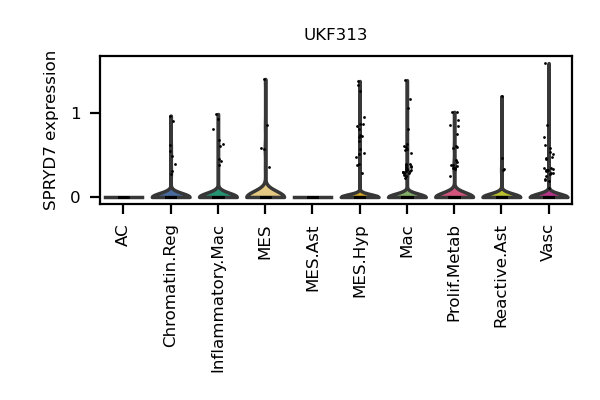 UKF313
SPRYD7 expression
1
0
AC
Chromatin.Reg
Inflammatory.Mac
MES
MES.Ast
MES.Hyp
Mac
Prolif.Metab
Reactive.Ast
Vasc